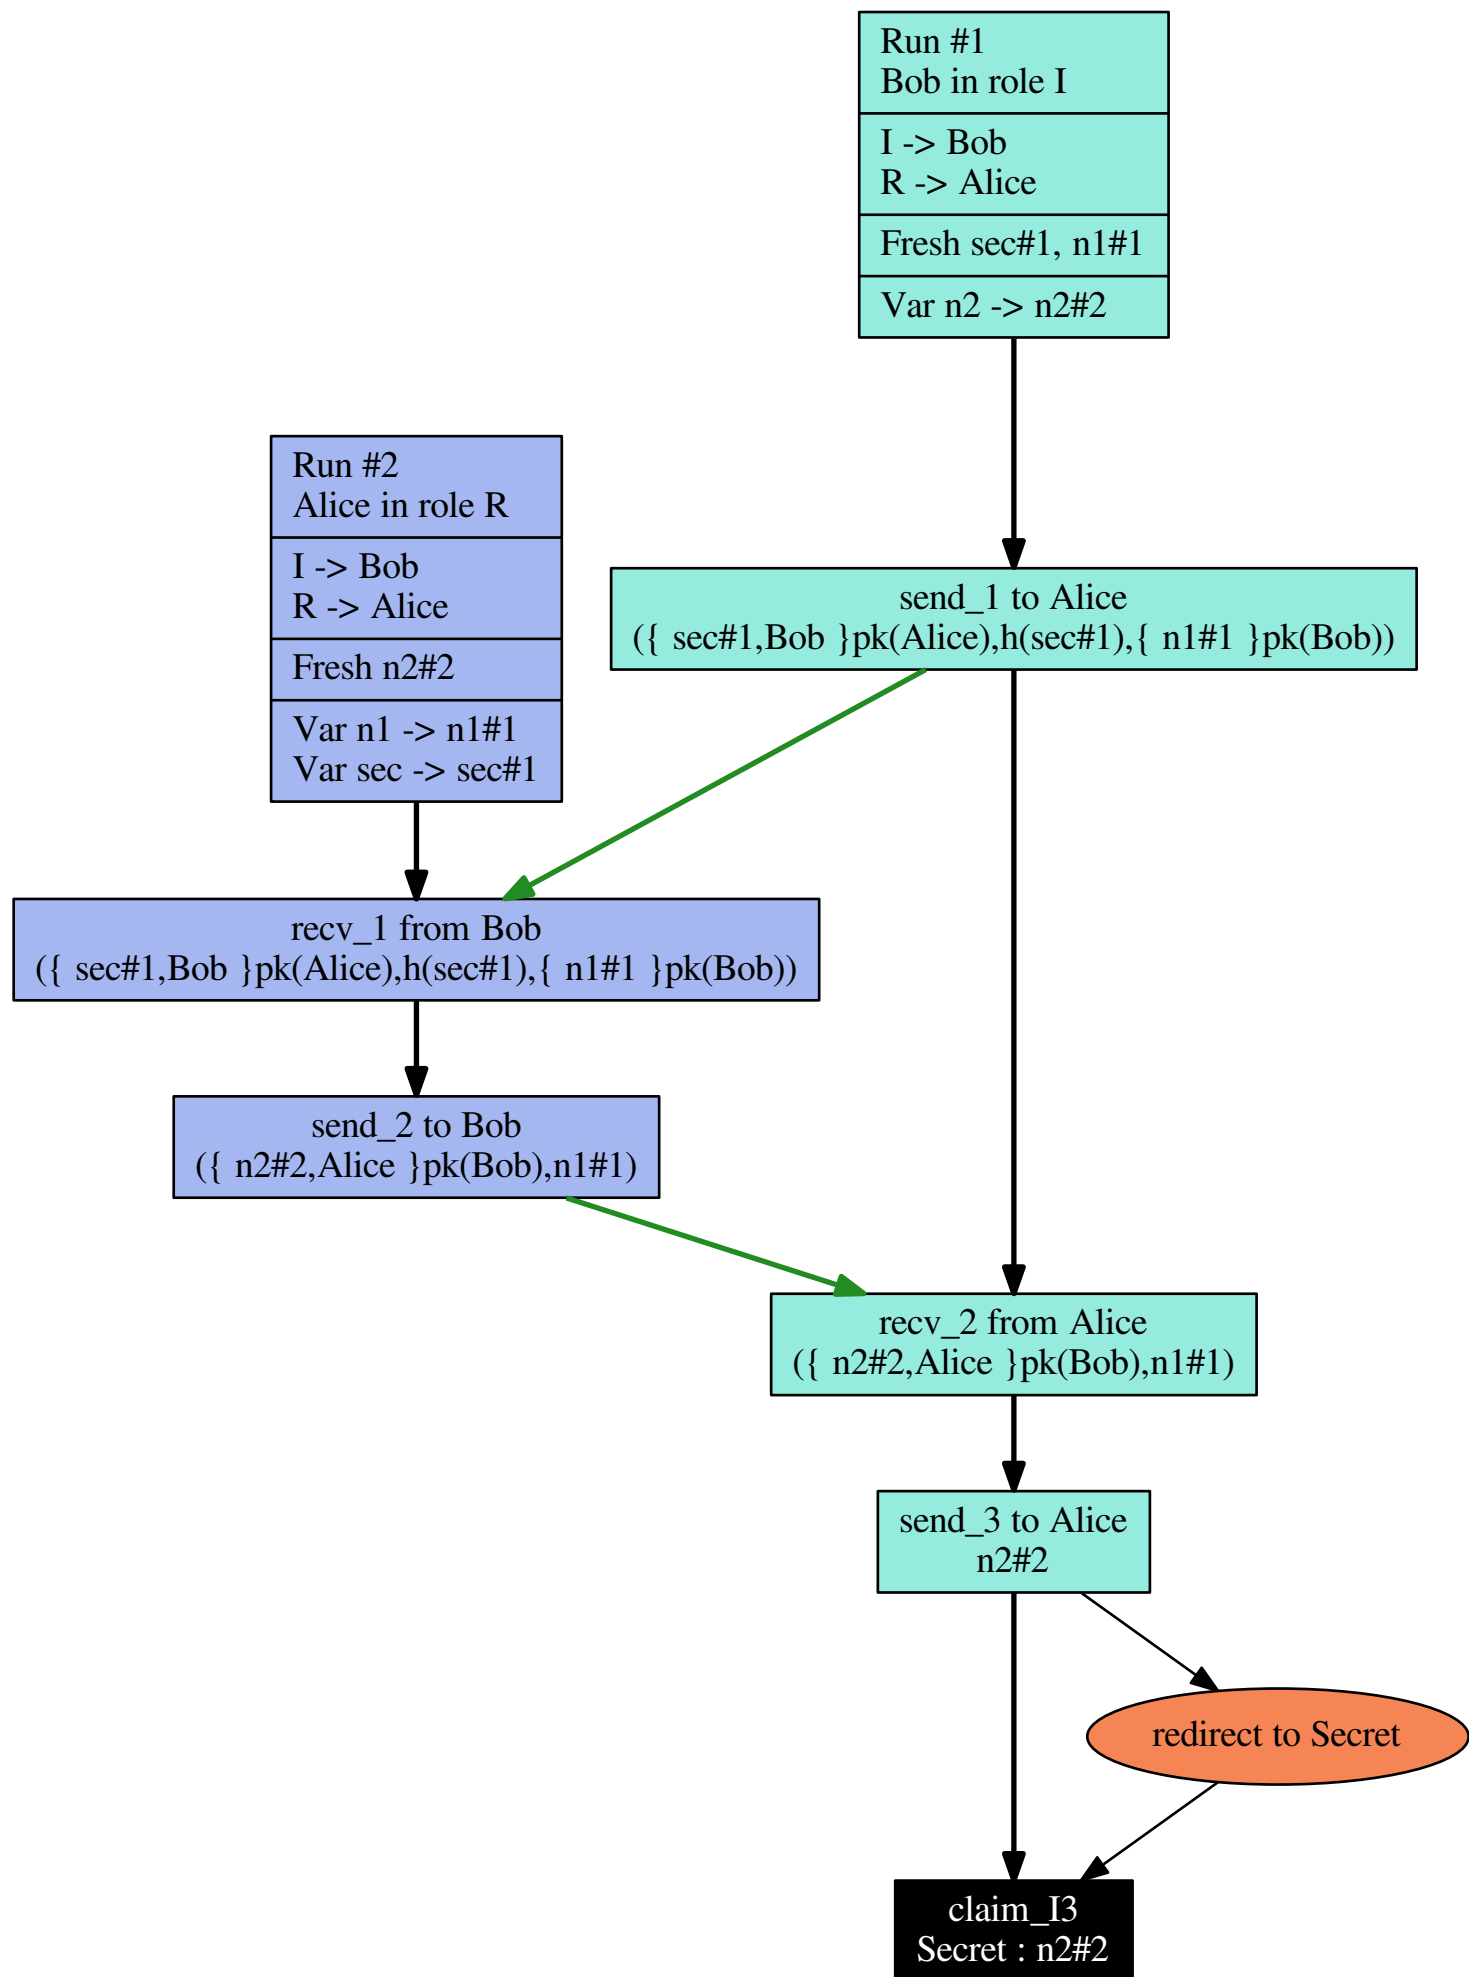 Run #1
Bob in role I
I -> Bob
R -> Alice
Fresh sec#1, n1#1
Var n2 -> n2#2
Run #2
Alice in role R
I -> Bob
R -> Alice
Fresh n2#2
Var n1 -> n1#1
Var sec -> sec#1
send_1 to Alice
({ sec#1,Bob }pk(Alice),h(sec#1),{ n1#1 }pk(Bob))
recv_1 from Bob
({ sec#1,Bob }pk(Alice),h(sec#1),{ n1#1 }pk(Bob))
send_2 to Bob
({ n2#2,Alice }pk(Bob),n1#1)
recv_2 from Alice
({ n2#2,Alice }pk(Bob),n1#1)
send_3 to Alice
n2#2
redirect to Secret
claim_I3
Secret : n2#2